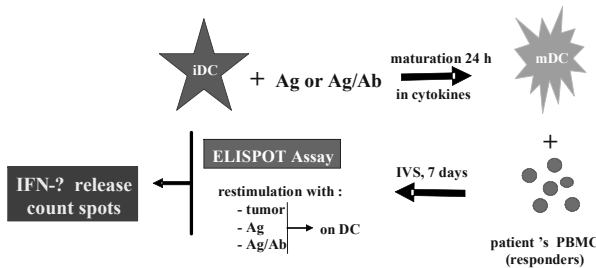 iDC
+ Ag or Ag/Ab
maturation 24 h
in cytokines
mDC
+
ELISPOT Assay
IFN-? release
count spots
restimulation with :
- tumor
- Ag
- Ag/Ab
on DC
IVS, 7 days
patient 's PBMC
(responders)